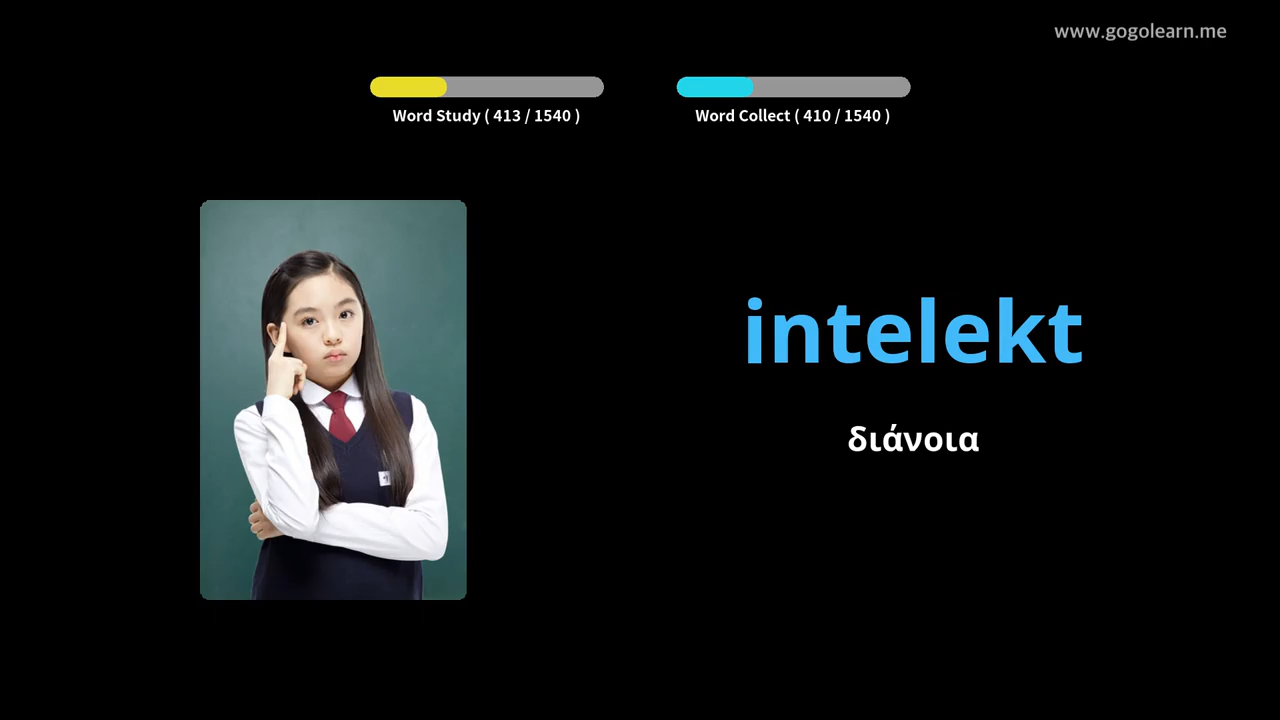 www.gogolearn.me
Word Study ( 413 / 1540 )
Word Collect ( 410 / 1540 )
intelekt
διάνοια